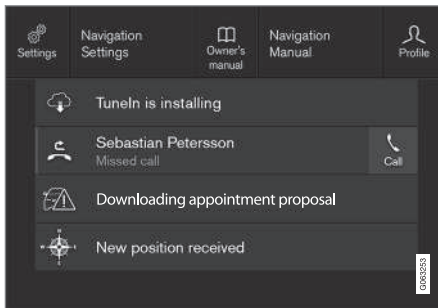 Settings
Navigation
Settings
Owner's
manual
Navigation
Manual
Profile
TuneIn is installing
Sebastian Petersson
Missed call
Call
Downloading appointment proposal
New position received
G063253